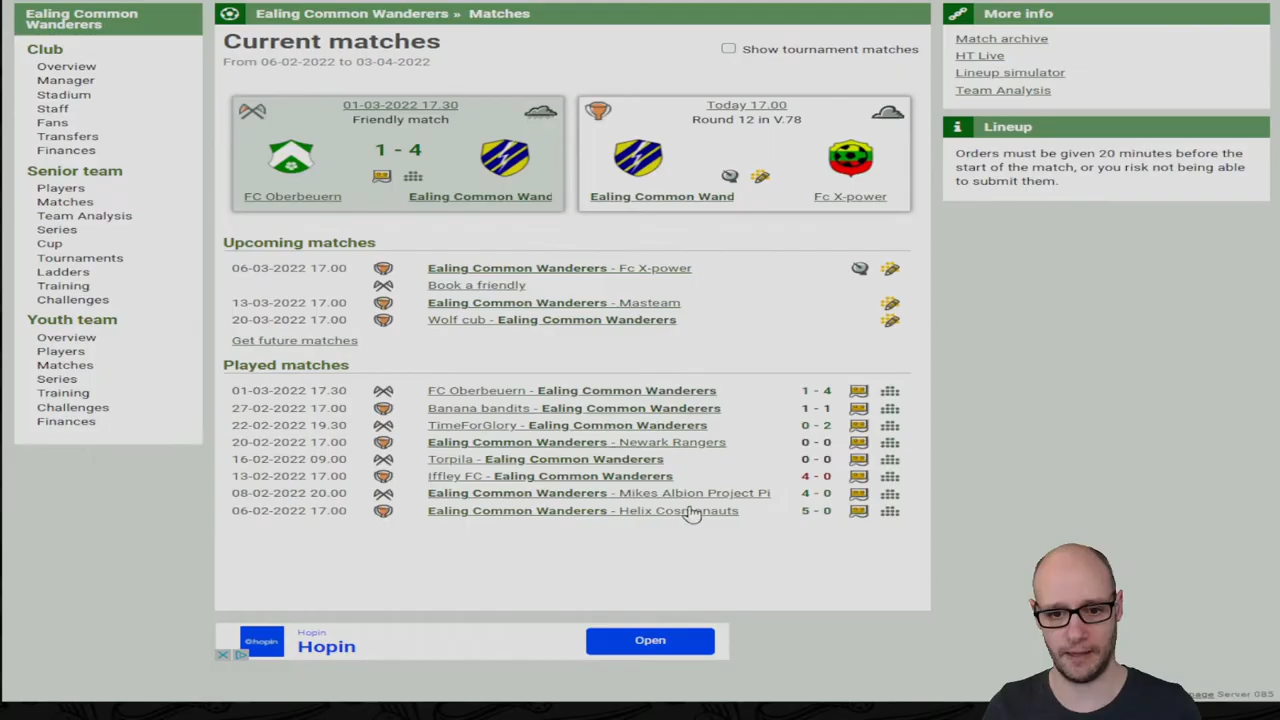 Ealing Common
Wanderers
Club
Overview
Manager
Stadium
Staff
Fans
Transfers
Finances
Senior team
Players
Matches
Team Analysis
Series
Cup
Tournaments
Ladders
Training
Challenges
Youth team
Overview
Players
Matches
Series
Training
Challenges
Finances
Ealing Common Wanderers » Matches
Current matches
Show tournament matches
From 06-02-2022 to 03-04-2022
01-03-2022 17.30
Friendly match
1 - 4
FC Oberbeuern Ealing Common Wand
Today 17.00
Round 12 in V.78
Ealing Common Wand Fc X-power
Upcoming matches
06-03-2022 17.00 Ealing Common Wanderers - Fc X-power
Book a friendly
13-03-2022 17.00 Ealing Common Wanderers - Masteam
20-03-2022 17.00 Wolf cub - Ealing Common Wanderers
Get future matches
Played matches
01-03-2022 17.30 FC Oberbeuern - Ealing Common Wanderers 1 - 4
27-02-2022 17.00 Banana bandits - Ealing Common Wanderers 1 - 1
22-02-2022 19.30 TimeForGlory - Ealing Common Wanderers 0 - 2
20-02-2022 17.00 Ealing Common Wanderers - Newark Rangers 0 - 0
16-02-2022 09.00 Torpila - Ealing Common Wanderers 0 - 0
13-02-2022 17.00 Iffley FC - Ealing Common Wanderers 4 - 0
08-02-2022 20.00 Ealing Common Wanderers - Mikes Albion Project Pi 4 - 0
06-02-2022 17.00 Ealing Common Wanderers - Helix Cosmonauts 5 - 0
hopin
Hopin
Hopin
Open
More info
Match archive
HT Live
Lineup simulator
Team Analysis
Lineup
Orders must be given 20 minutes before
the start of the match, or you risk not being able
to submit them.
Server 085